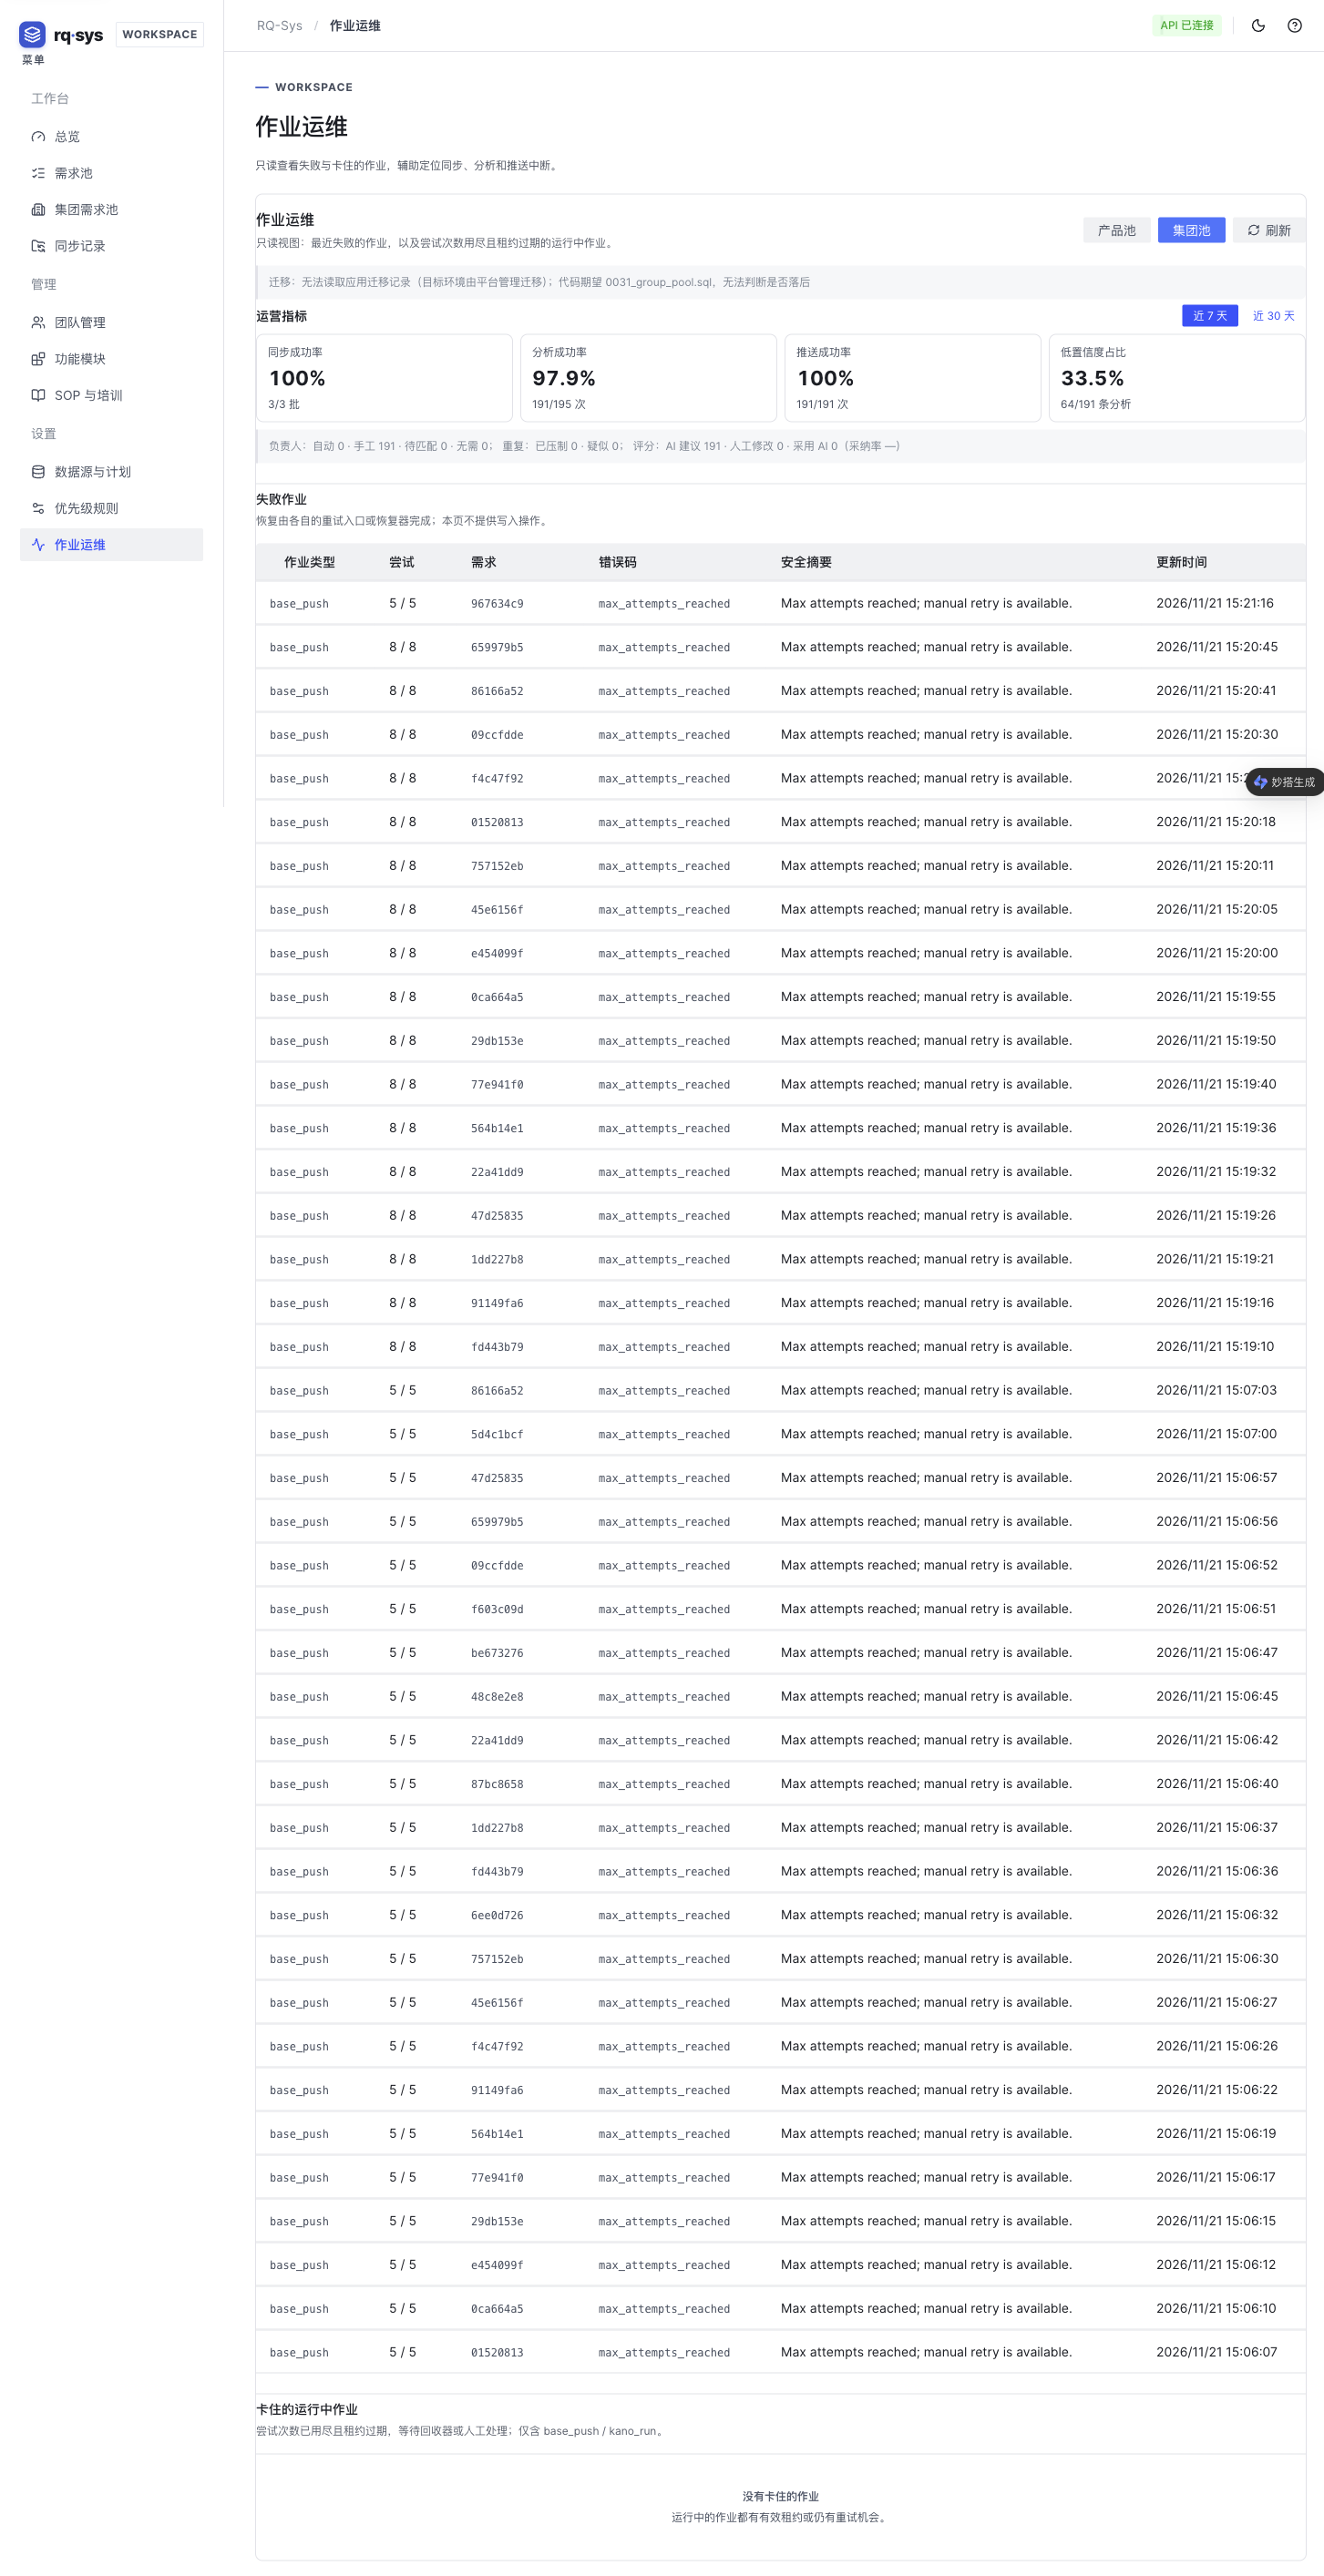 rq·sys WORKSPACE
菜单
工作台
总览
需求池
集团需求池
同步记录
管理
团队管理
功能模块
SOP 与培训
设置
数据源与计划
优先级规则
作业运维
RQ-Sys / 作业运维
API 已连接
WORKSPACE
作业运维
只读查看失败与卡住的作业，辅助定位同步、分析和推送中断。
作业运维
只读视图：最近失败的作业，以及尝试次数用尽且租约过期的运行中作业。
产品池 集团池 刷新
迁移：无法读取应用迁移记录（目标环境由平台管理迁移）；代码期望 0031_group_pool.sql，无法判断是否落后
运营指标
近 7 天 近 30 天
同步成功率
100%
3/3 批
分析成功率
97.9%
191/195 次
推送成功率
100%
191/191 次
低置信度占比
33.5%
64/191 条分析
负责人：自动 0 · 手工 191 · 待匹配 0 · 无需 0； 重复：已压制 0 · 疑似 0； 评分：AI 建议 191 · 人工修改 0 · 采用 AI 0（采纳率 —）
失败作业
恢复由各自的重试入口或恢复器完成；本页不提供写入操作。
作业类型 尝试 需求 错误码 安全摘要 更新时间
base_push 5 / 5 967634c9 max_attempts_reached Max attempts reached; manual retry is available. 2026/11/21 15:21:16
base_push 8 / 8 659979b5 max_attempts_reached Max attempts reached; manual retry is available. 2026/11/21 15:20:45
base_push 8 / 8 86166a52 max_attempts_reached Max attempts reached; manual retry is available. 2026/11/21 15:20:41
base_push 8 / 8 09ccfdde max_attempts_reached Max attempts reached; manual retry is available. 2026/11/21 15:20:30
base_push 8 / 8 f4c47f92 max_attempts_reached Max attempts reached; manual retry is available. 2026/11/21 15:2
妙搭生成
base_push 8 / 8 01520813 max_attempts_reached Max attempts reached; manual retry is available. 2026/11/21 15:20:18
base_push 8 / 8 757152eb max_attempts_reached Max attempts reached; manual retry is available. 2026/11/21 15:20:11
base_push 8 / 8 45e6156f max_attempts_reached Max attempts reached; manual retry is available. 2026/11/21 15:20:05
base_push 8 / 8 e454099f max_attempts_reached Max attempts reached; manual retry is available. 2026/11/21 15:20:00
base_push 8 / 8 0ca664a5 max_attempts_reached Max attempts reached; manual retry is available. 2026/11/21 15:19:55
base_push 8 / 8 29db153e max_attempts_reached Max attempts reached; manual retry is available. 2026/11/21 15:19:50
base_push 8 / 8 77e941f0 max_attempts_reached Max attempts reached; manual retry is available. 2026/11/21 15:19:40
base_push 8 / 8 564b14e1 max_attempts_reached Max attempts reached; manual retry is available. 2026/11/21 15:19:36
base_push 8 / 8 22a41dd9 max_attempts_reached Max attempts reached; manual retry is available. 2026/11/21 15:19:32
base_push 8 / 8 47d25835 max_attempts_reached Max attempts reached; manual retry is available. 2026/11/21 15:19:26
base_push 8 / 8 1dd227b8 max_attempts_reached Max attempts reached; manual retry is available. 2026/11/21 15:19:21
base_push 8 / 8 91149fa6 max_attempts_reached Max attempts reached; manual retry is available. 2026/11/21 15:19:16
base_push 8 / 8 fd443b79 max_attempts_reached Max attempts reached; manual retry is available. 2026/11/21 15:19:10
base_push 5 / 5 86166a52 max_attempts_reached Max attempts reached; manual retry is available. 2026/11/21 15:07:03
base_push 5 / 5 5d4c1bcf max_attempts_reached Max attempts reached; manual retry is available. 2026/11/21 15:07:00
base_push 5 / 5 47d25835 max_attempts_reached Max attempts reached; manual retry is available. 2026/11/21 15:06:57
base_push 5 / 5 659979b5 max_attempts_reached Max attempts reached; manual retry is available. 2026/11/21 15:06:56
base_push 5 / 5 09ccfdde max_attempts_reached Max attempts reached; manual retry is available. 2026/11/21 15:06:52
base_push 5 / 5 f603c09d max_attempts_reached Max attempts reached; manual retry is available. 2026/11/21 15:06:51
base_push 5 / 5 be673276 max_attempts_reached Max attempts reached; manual retry is available. 2026/11/21 15:06:47
base_push 5 / 5 48c8e2e8 max_attempts_reached Max attempts reached; manual retry is available. 2026/11/21 15:06:45
base_push 5 / 5 22a41dd9 max_attempts_reached Max attempts reached; manual retry is available. 2026/11/21 15:06:42
base_push 5 / 5 87bc8658 max_attempts_reached Max attempts reached; manual retry is available. 2026/11/21 15:06:40
base_push 5 / 5 1dd227b8 max_attempts_reached Max attempts reached; manual retry is available. 2026/11/21 15:06:37
base_push 5 / 5 fd443b79 max_attempts_reached Max attempts reached; manual retry is available. 2026/11/21 15:06:36
base_push 5 / 5 6ee0d726 max_attempts_reached Max attempts reached; manual retry is available. 2026/11/21 15:06:32
base_push 5 / 5 757152eb max_attempts_reached Max attempts reached; manual retry is available. 2026/11/21 15:06:30
base_push 5 / 5 45e6156f max_attempts_reached Max attempts reached; manual retry is available. 2026/11/21 15:06:27
base_push 5 / 5 f4c47f92 max_attempts_reached Max attempts reached; manual retry is available. 2026/11/21 15:06:26
base_push 5 / 5 91149fa6 max_attempts_reached Max attempts reached; manual retry is available. 2026/11/21 15:06:22
base_push 5 / 5 564b14e1 max_attempts_reached Max attempts reached; manual retry is available. 2026/11/21 15:06:19
base_push 5 / 5 77e941f0 max_attempts_reached Max attempts reached; manual retry is available. 2026/11/21 15:06:17
base_push 5 / 5 29db153e max_attempts_reached Max attempts reached; manual retry is available. 2026/11/21 15:06:15
base_push 5 / 5 e454099f max_attempts_reached Max attempts reached; manual retry is available. 2026/11/21 15:06:12
base_push 5 / 5 0ca664a5 max_attempts_reached Max attempts reached; manual retry is available. 2026/11/21 15:06:10
base_push 5 / 5 01520813 max_attempts_reached Max attempts reached; manual retry is available. 2026/11/21 15:06:07
卡住的运行中作业
尝试次数已用尽且租约过期，等待回收器或人工处理；仅含 base_push / kano_run。
没有卡住的作业
运行中的作业都有有效租约或仍有重试机会。